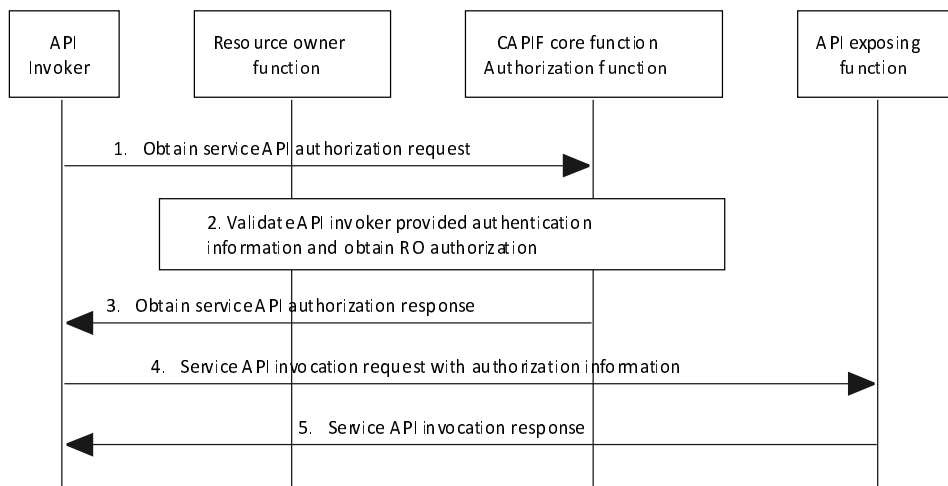 API
Invoker
Resource owner
function
CAPIF core function
Authorization function
API exposing
function
1. Obtain service API authorization request
2. Validate API invoker provided authentication
information and obtain RO authorization
3. Obtain service API authorization response
4. Service API invocation request with authorization information
5. Service API invocation response